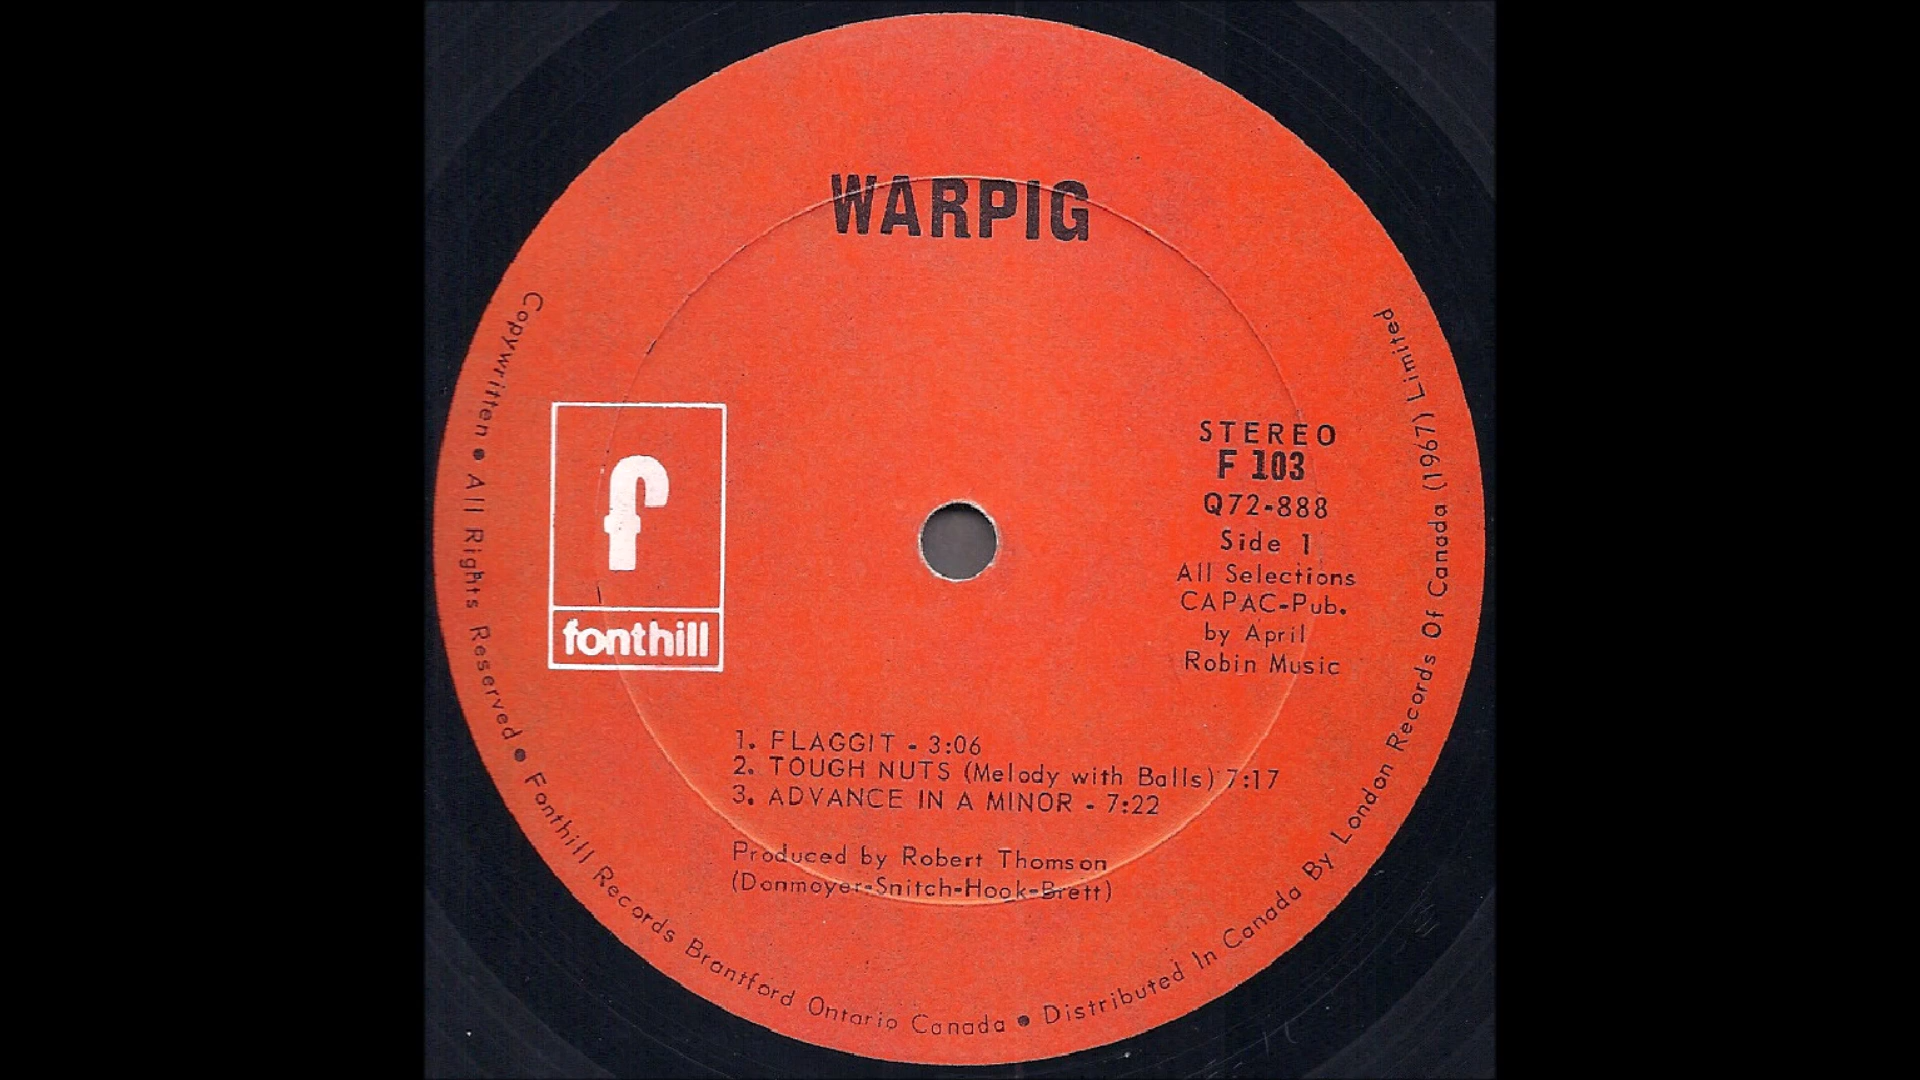 WARPIG
f
fonthill
STEREO
F 103
Q72-888
Side 1
All Selections
CAPAC-Pub.
by April
Robin Music
1. FLAGGIT - 3:06
2. TOUGH NUTS (Melody with Balls) 7:17
3. ADVANCE IN A MINOR - 7:22
Produced by Robert Thomson
(Donmoyer-Snitch-Hook-Brett)
Copywritten • All Rights Reserved • Fonthill Records Brantford Ontario Canada • Distributed In Canada By London Records Of Canada (1967) Limited